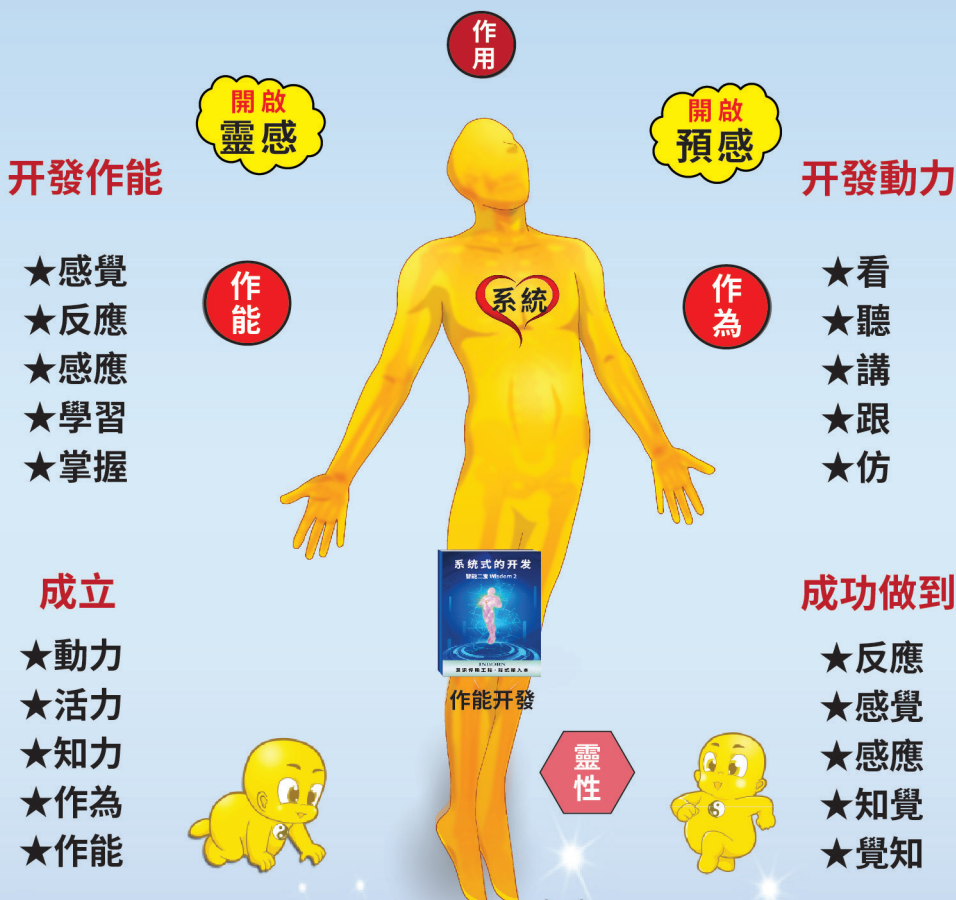 作用
開啟
靈感
開啟
預感
开發作能
★感覺
★反應
★感應
★學習
★掌握
作能
系統
作為
开發動力
★看
★聽
★講
★跟
★仿
成立
★動力
★活力
★知力
★作為
★作能
系统式的开发
Wisdom 2
作能开發
靈性
成功做到
★反應
★感覺
★感應
★知覺
★覺知